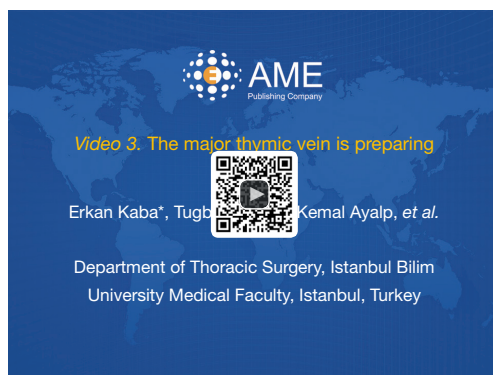 AME
Publishing Company
Video 3. The major thymic vein is preparing
Erkan Kaba*, Kemal Ayalp, et al.
Department of Thoracic Surgery, Istanbul Bilim
University Medical Faculty, Istanbul, Turkey